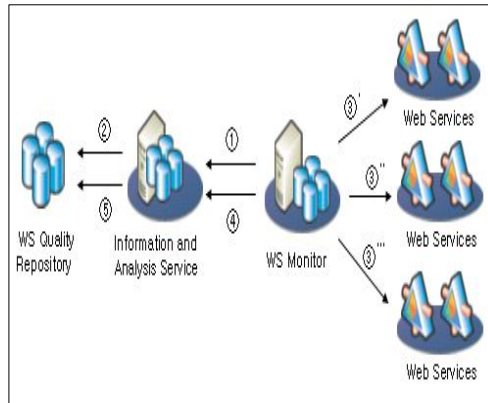 ③'
Web Services
②
①
③''
⑤
④
Web Services
WS Quality
Repository
Information and
Analysis Service
WS Monitor
③'''
Web Services